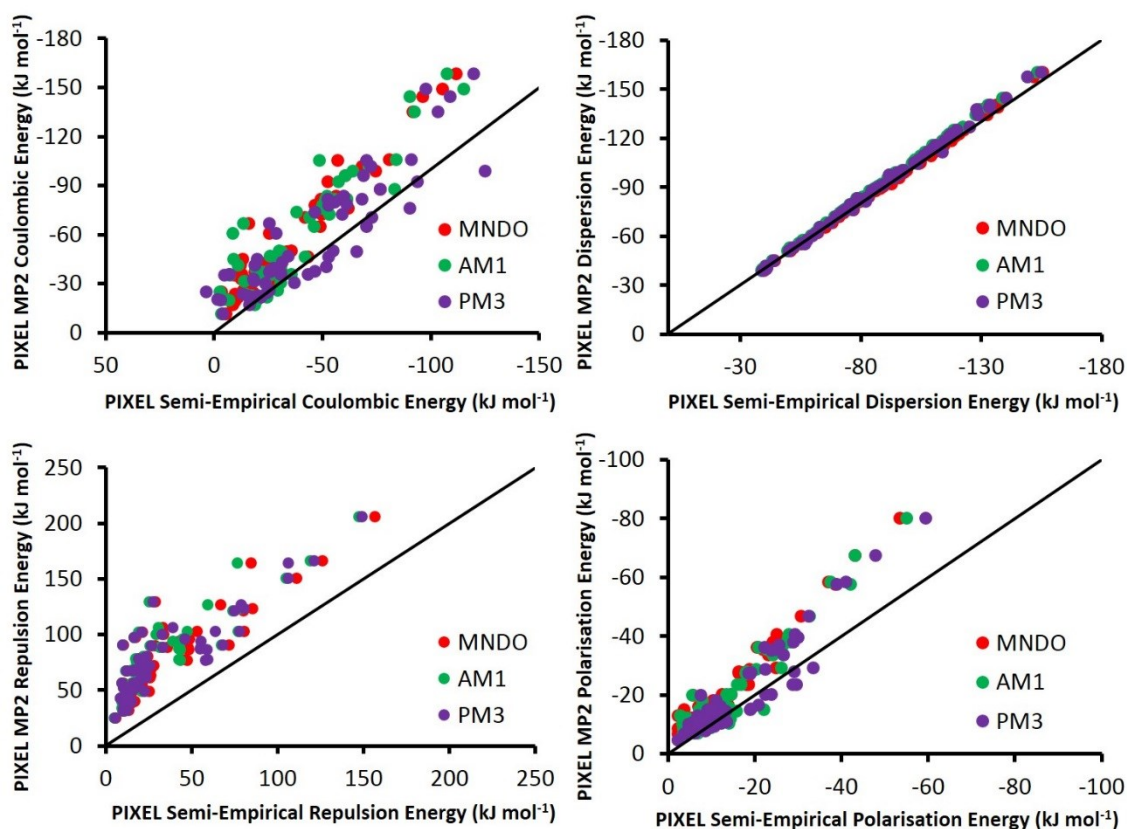 PIXEL MP2 Coulombic Energy (kJ mol⁻¹)
-180
-150
-120
-90
-60
-30
0
50
0
-50
-100
-150
MNDO
AM1
PM3
PIXEL Semi-Empirical Coulombic Energy (kJ mol⁻¹)
PIXEL MP2 Dispersion Energy (kJ mol⁻¹)
-180
-150
-120
-90
-60
-30
0
-30
-80
-130
-180
MNDO
AM1
PM3
PIXEL Semi-Empirical Dispersion Energy (kJ mol⁻¹)
PIXEL MP2 Repulsion Energy (kJ mol⁻¹)
250
200
150
100
50
0
0
50
100
150
200
250
MNDO
AM1
PM3
PIXEL Semi-Empirical Repulsion Energy (kJ mol⁻¹)
PIXEL MP2 Polarisation Energy (kJ mol⁻¹)
-100
-80
-60
-40
-20
0
0
-20
-40
-60
-80
-100
MNDO
AM1
PM3
PIXEL Semi-Empirical Polarisation Energy (kJ mol⁻¹)